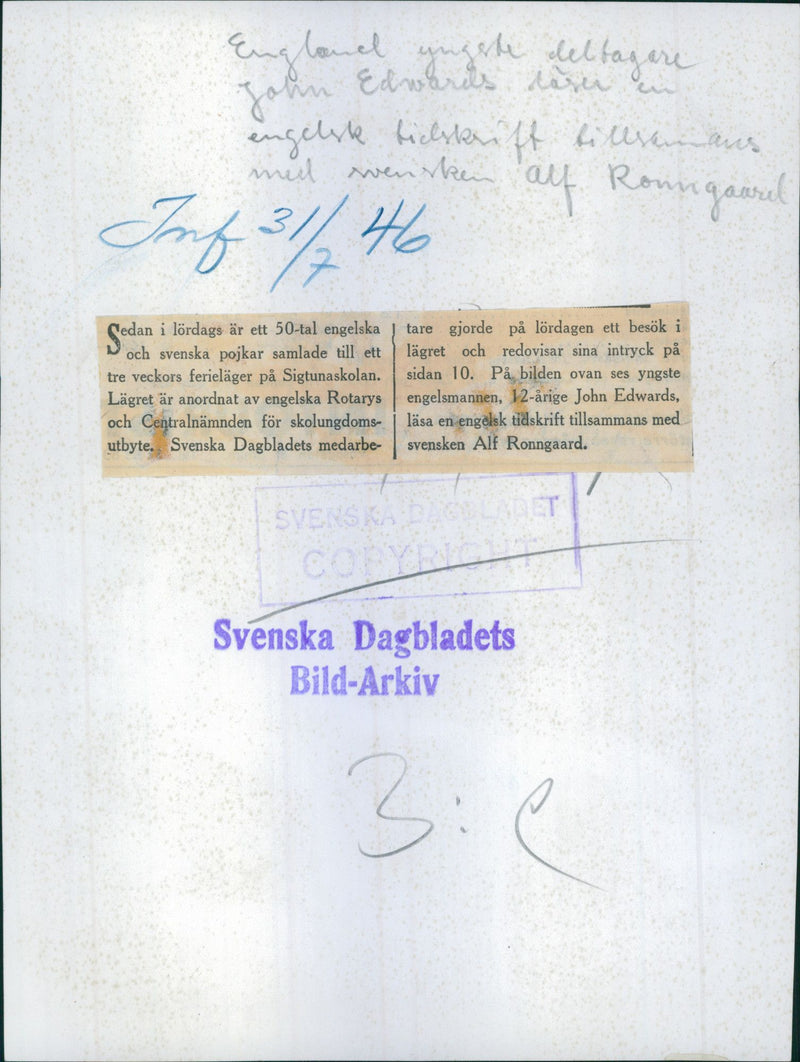 England yngste deltagare
John Edwards läser en
engelsk tidskrift tillsammans
med svensken Alf Ronngaard
Inf 31/7 46
Sedan i lördags är ett 50-tal engelska
och svenska pojkar samlade till ett
tre veckors ferieläger på Sigtunaskolan.
Lägret är anordnat av engelska Rotarys
och Centralnämnden för skolungdoms-
utbyte. Svenska Dagbladets medarbe-
tare gjorde på lördagen ett besök i
lägret och redovisar sina intryck på
sidan 10. På bilden ovan ses yngste
engelsmannen, 12-årige John Edwards,
läsa en engelsk tidskrift tillsammans med
svensken Alf Ronngaard.
SVENSKA DAGBLADET
COPYRIGHT
Svenska Dagbladets
Bild-Arkiv
3: